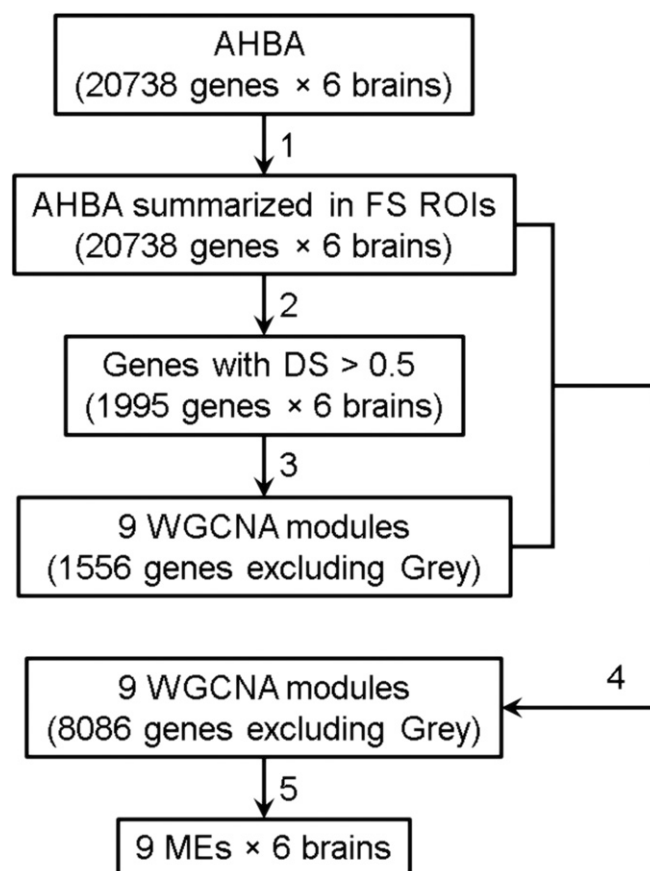 AHBA
(20738 genes × 6 brains)
1
AHBA summarized in FS ROIs
(20738 genes × 6 brains)
2
Genes with DS > 0.5
(1995 genes × 6 brains)
3
9 WGCNA modules
(1556 genes excluding Grey)
4
9 WGCNA modules
(8086 genes excluding Grey)
5
9 MEs × 6 brains